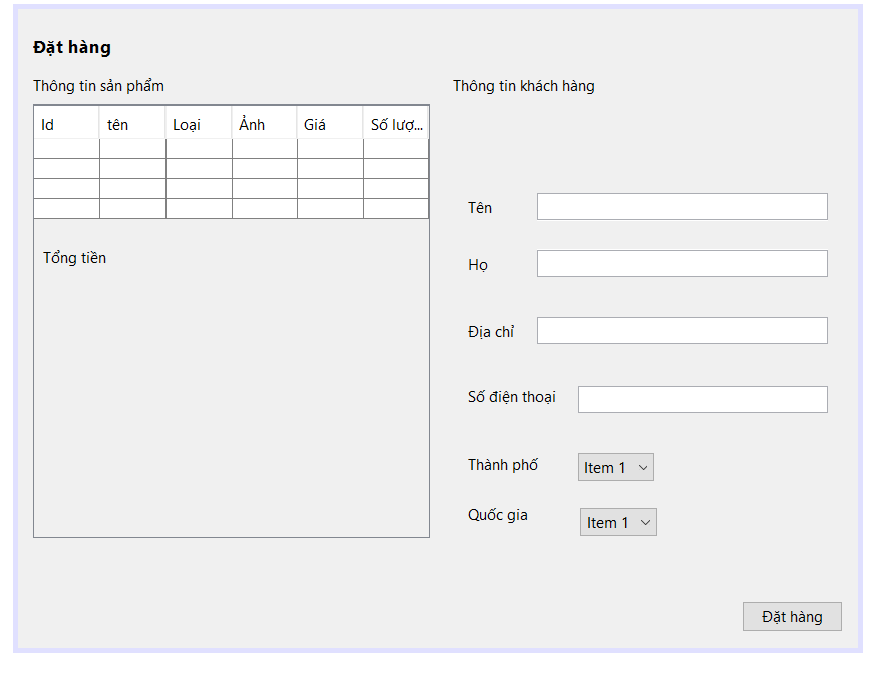 Đặt hàng
Thông tin sản phẩm
Id tên Loại Ảnh Giá Số lượ...
Tổng tiền
Thông tin khách hàng
Tên
Họ
Địa chỉ
Số điện thoại
Thành phố Item 1
Quốc gia Item 1
Đặt hàng